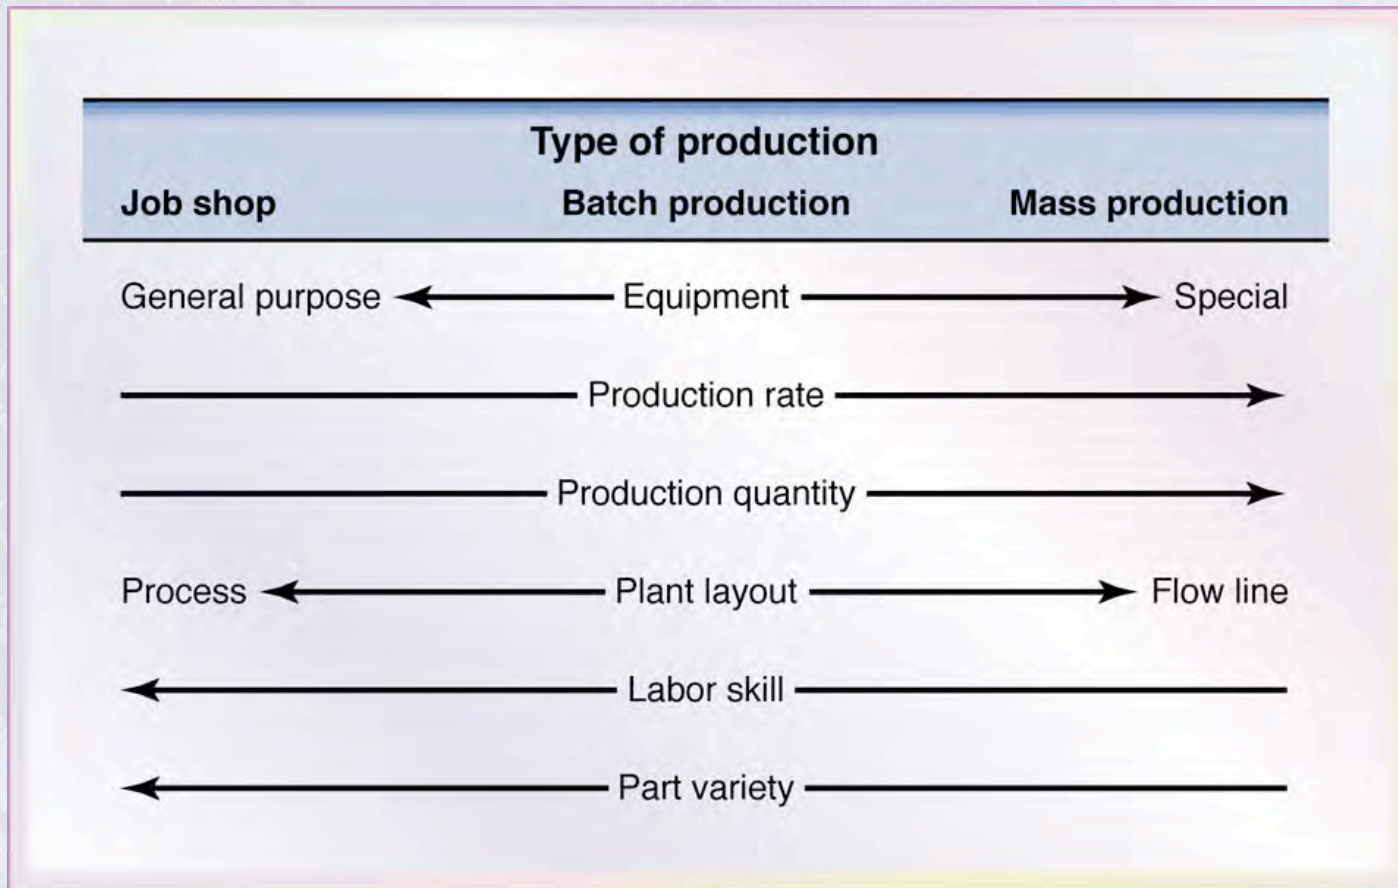 Type of production
Job shop Batch production Mass production
General purpose Equipment Special
Production rate
Production quantity
Process Plant layout Flow line
Labor skill
Part variety